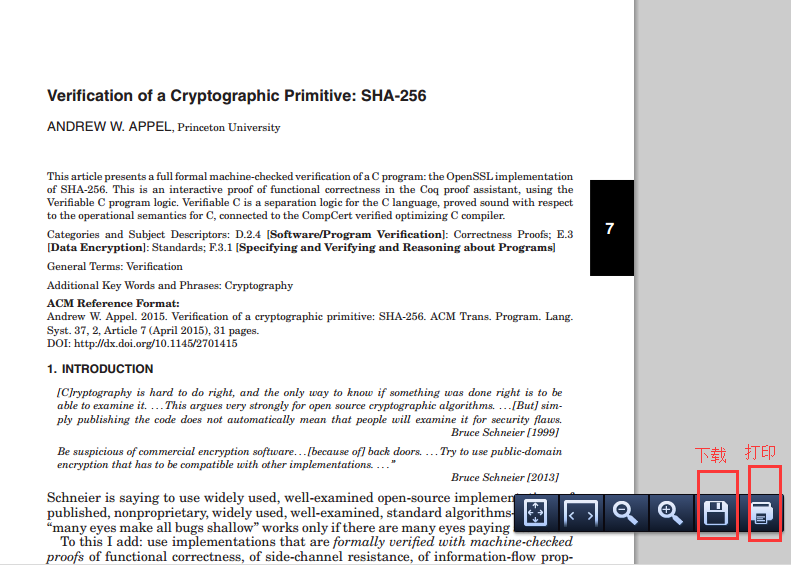 Verification of a Cryptographic Primitive: SHA-256
ANDREW W. APPEL, Princeton University
This article presents a full formal machine-checked verification of a C program: the OpenSSL implementation
of SHA-256. This is an interactive proof of functional correctness in the Coq proof assistant, using the
Verifiable C program logic. Verifiable C is a separation logic for the C language, proved sound with respect
to the operational semantics for C, connected to the CompCert verified optimizing C compiler.
Categories and Subject Descriptors: D.2.4 [Software/Program Verification]: Correctness Proofs; E.3
[Data Encryption]: Standards; F.3.1 [Specifying and Verifying and Reasoning about Programs]
General Terms: Verification
Additional Key Words and Phrases: Cryptography
ACM Reference Format:
Andrew W. Appel. 2015. Verification of a cryptographic primitive: SHA-256. ACM Trans. Program. Lang.
Syst. 37, 2, Article 7 (April 2015), 31 pages.
DOI: http://dx.doi.org/10.1145/2701415
7
1. INTRODUCTION
[C]ryptography is hard to do right, and the only way to know if something was done right is to be
able to examine it. ...This argues very strongly for open source cryptographic algorithms. ...[But] sim-
ply publishing the code does not automatically mean that people will examine it for security flaws.
Bruce Schneier [1999]
Be suspicious of commercial encryption software...[because of] back doors. ...Try to use public-domain
encryption that has to be compatible with other implementations. ...”
Bruce Schneier [2013]
Schneier is saying to use widely used, well-examined open-source
published, nonproprietary, widely used, well-examined, standard algorithms-
“many eyes make all bugs shallow” works only if there are many eyes paying
To this I add: use implementations that are formally verified with machine-checked
proofs of functional correctness, of side-channel resistance, of information-flow prop-
下载
打印